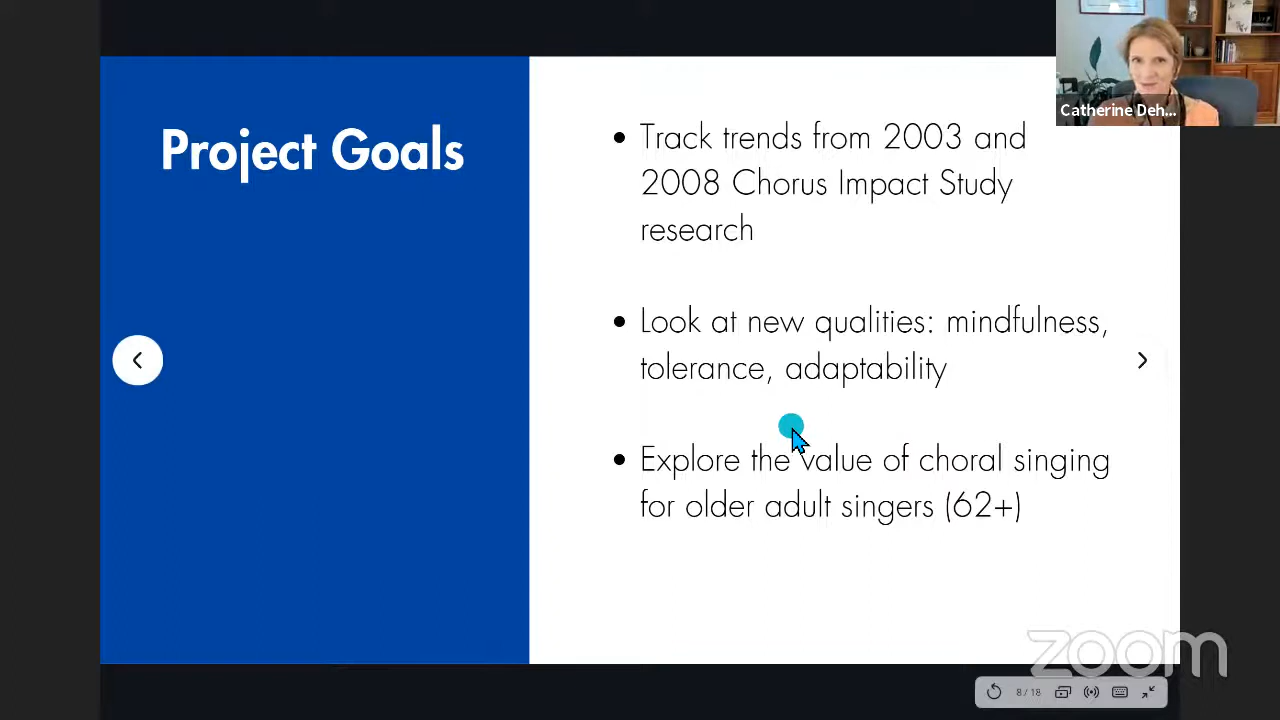 Project Goals
• Track trends from 2003 and
2008 Chorus Impact Study
research
• Look at new qualities: mindfulness,
tolerance, adaptability
• Explore the value of choral singing
for older adult singers (62+)
Catherine Deh...
zoom
8/18